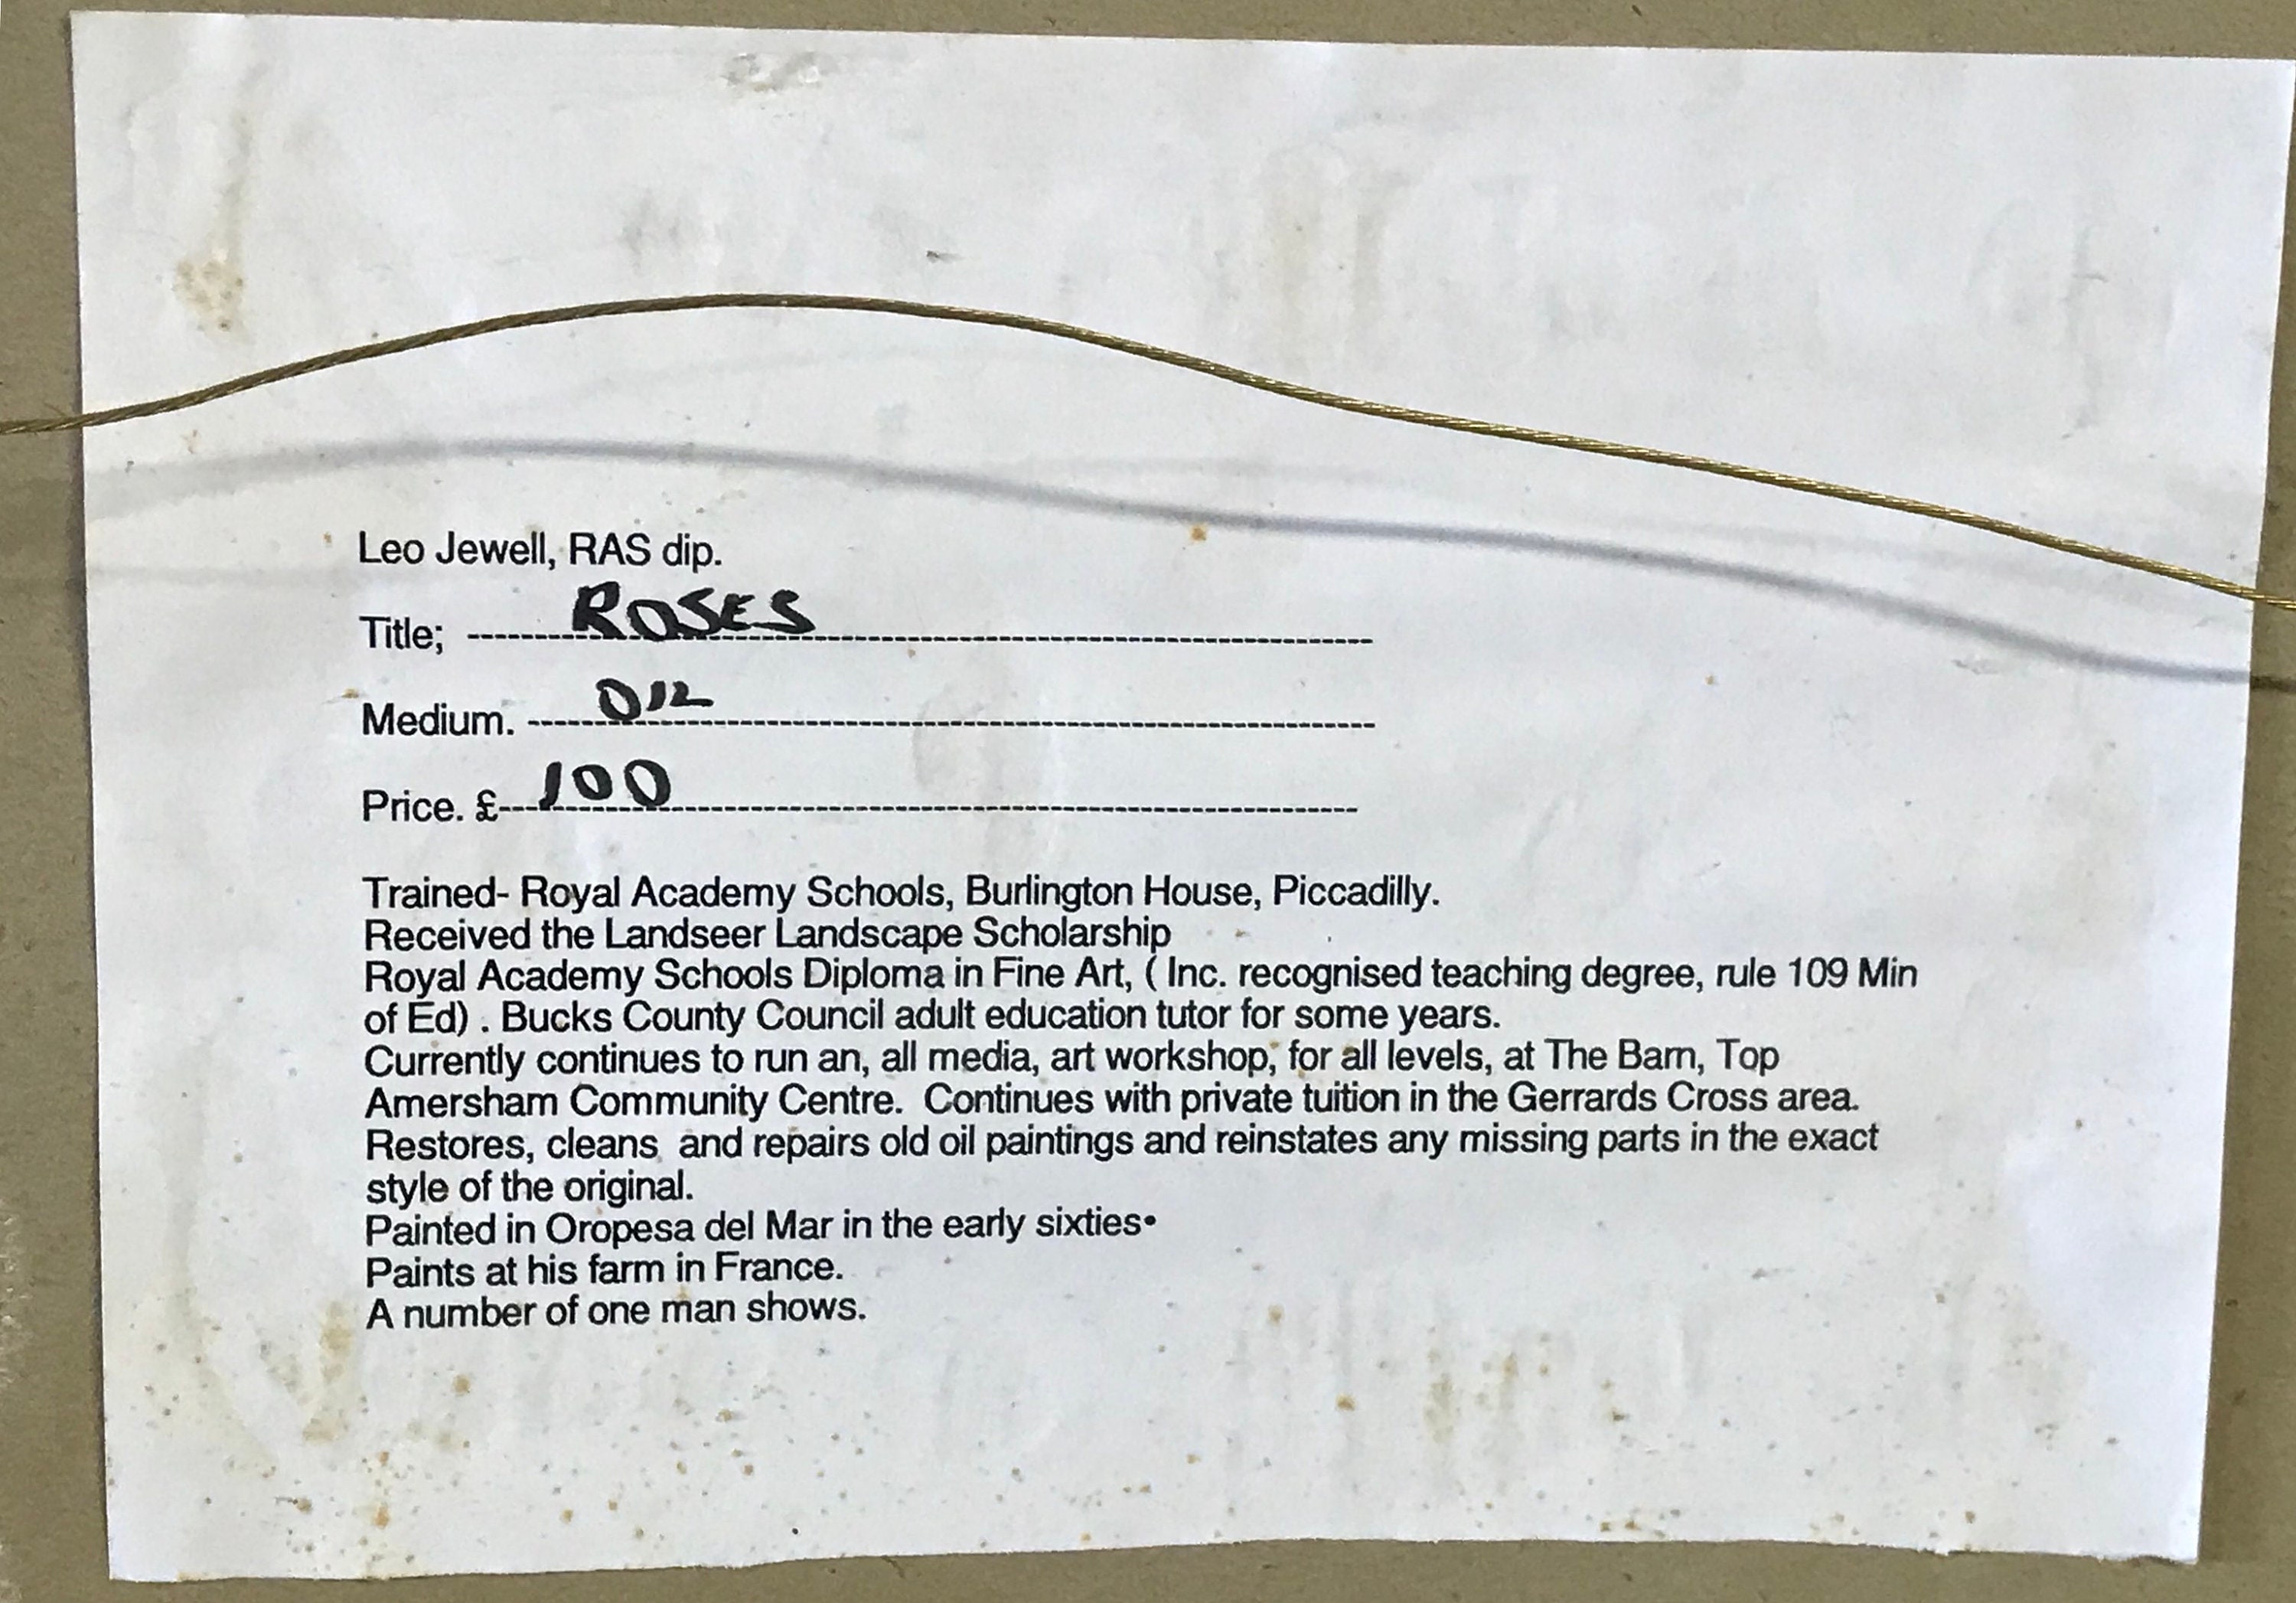 Leo Jewell, RAS dip.
Title; ROSES
Medium. OIL
Price. £ 100
Trained- Royal Academy Schools, Burlington House, Piccadilly.
Received the Landseer Landscape Scholarship
Royal Academy Schools Diploma in Fine Art, ( Inc. recognised teaching degree, rule 109 Min
of Ed) . Bucks County Council adult education tutor for some years.
Currently continues to run an, all media, art workshop, for all levels, at The Barn, Top
Amersham Community Centre.  Continues with private tuition in the Gerrards Cross area.
Restores, cleans  and repairs old oil paintings and reinstates any missing parts in the exact
style of the original.
Painted in Oropesa del Mar in the early sixties•
Paints at his farm in France.
A number of one man shows.